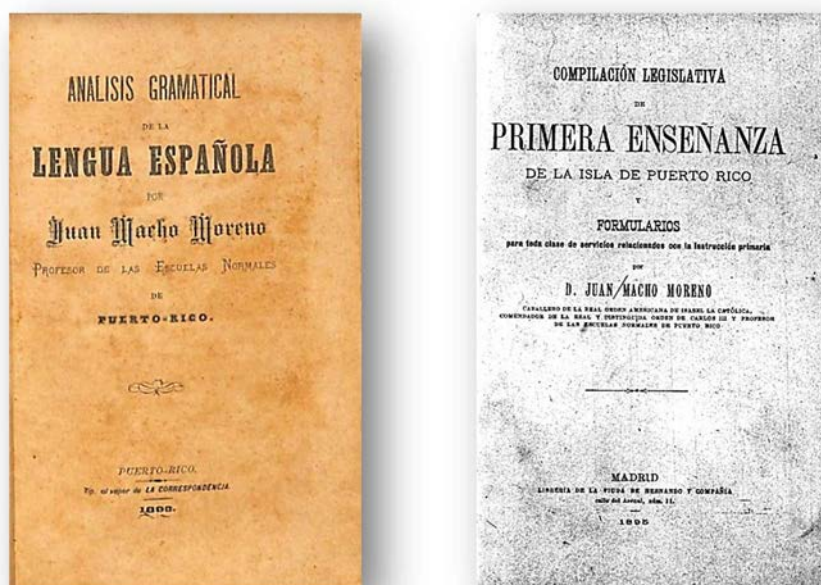 ANALISIS GRAMATICAL
DE LA
LENGUA ESPAÑOLA
POR
Juan Macho Moreno
PROFESOR DE LAS ESCUELAS NORMALES
DE
PUERTO-RICO.
PUERTO-RICO.
Tip. al vapor de LA CORRESPONDENCIA
COMPILACIÓN LEGISLATIVA
DE
PRIMERA ENSEÑANZA
DE LA ISLA DE PUERTO RICO
Y
FORMULARIOS
para toda clase de servicios relacionados con la Instrucción primaria
por
D. JUAN MACHO MORENO
CABALLERO DE LA REAL ORDEN AMERICANA DE ISABEL LA CATÓLICA,
COMENDADOR DE LA REAL Y DISTINGUIDA ORDEN DE CARLOS III Y PROFESOR
DE LAS ESCUELAS NORMALES DE PUERTO RICO
MADRID
LIBRERÍA DE LA VIUDA DE HERNANDO Y COMPAÑÍA
calle del Arenal, núm. 11.
1895